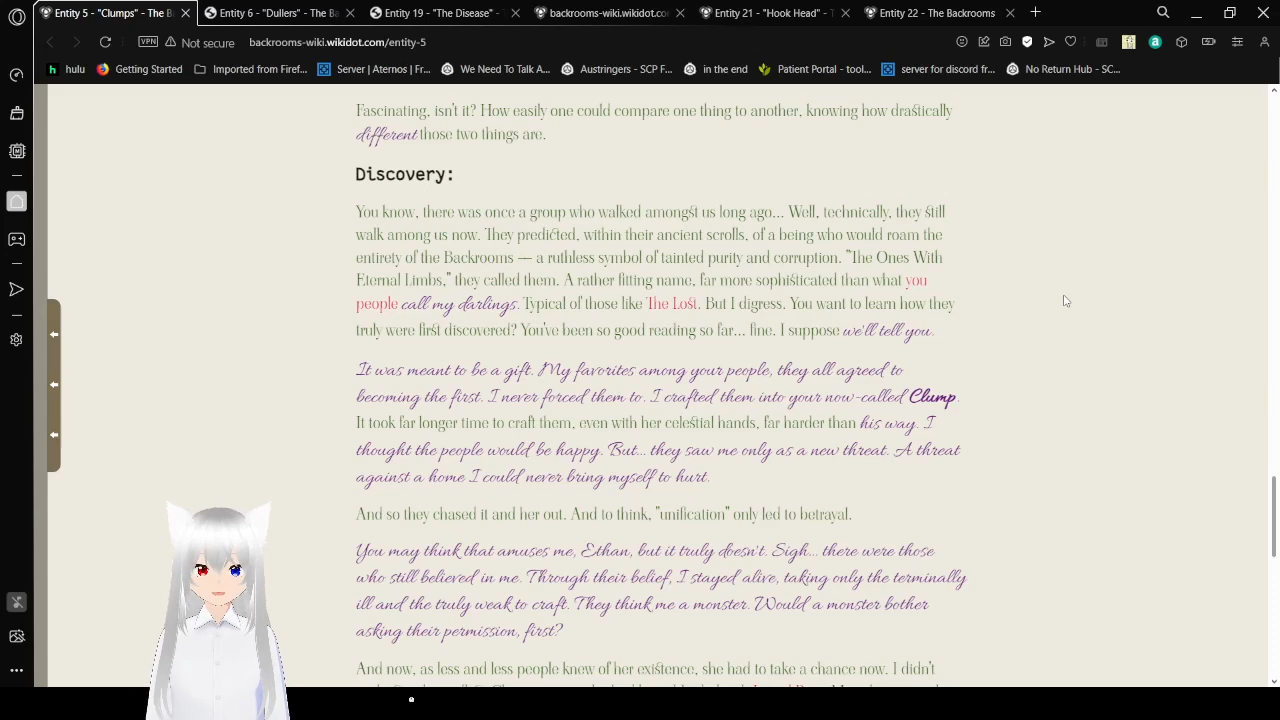 Entity 5 - "Clumps" - The B
Entity 6 - "Dullers" - The Ba
Entity 19 - "The Disease" -
backrooms-wiki.wikidot.co
Entity 21 - "Hook Head" - T
Entity 22 - The Backrooms
VPN
Not secure
backrooms-wiki.wikidot.com/entity-5
hulu
Getting Started
Imported from Firef...
Server | Aternos | Fr...
We Need To Talk A...
Austringers - SCP F...
in the end
Patient Portal - tool...
server for discord fr...
No Return Hub - SC...
Fascinating, isn't it? How easily one could compare one thing to another, knowing how drastically
different those two things are.
Discovery:
You know, there was once a group who walked amongst us long ago... Well, technically, they still
walk among us now. They predicted, within their ancient scrolls, of a being who would roam the
entirety of the Backrooms — a ruthless symbol of tainted purity and corruption. "The Ones With
Eternal Limbs," they called them. A rather fitting name, far more sophisticated than what you
people call my darlings. Typical of those like The Lost. But I digress. You want to learn how they
truly were first discovered? You've been so good reading so far... fine. I suppose we'll tell you.
It was meant to be a gift. My favorites among your people, they all agreed to
becoming the first. I never forced them to. I crafted them into your now-called Clump.
It took far longer time to craft them, even with her celestial hands, far harder than his way. I
thought the people would be happy. But... they saw me only as a new threat. A threat
against a home I could never bring myself to hurt.
And so they chased it and her out. And to think, "unification" only led to betrayal.
You may think that amuses me, Ethan, but it truly doesn't. Sigh... there were those
who still believed in me. Through their belief, I stayed alive, taking only the terminally
ill and the truly weak to craft. They think me a monster. Would a monster bother
asking their permission, first?
And now, as less and less people knew of her existence, she had to take a chance now. I didn't